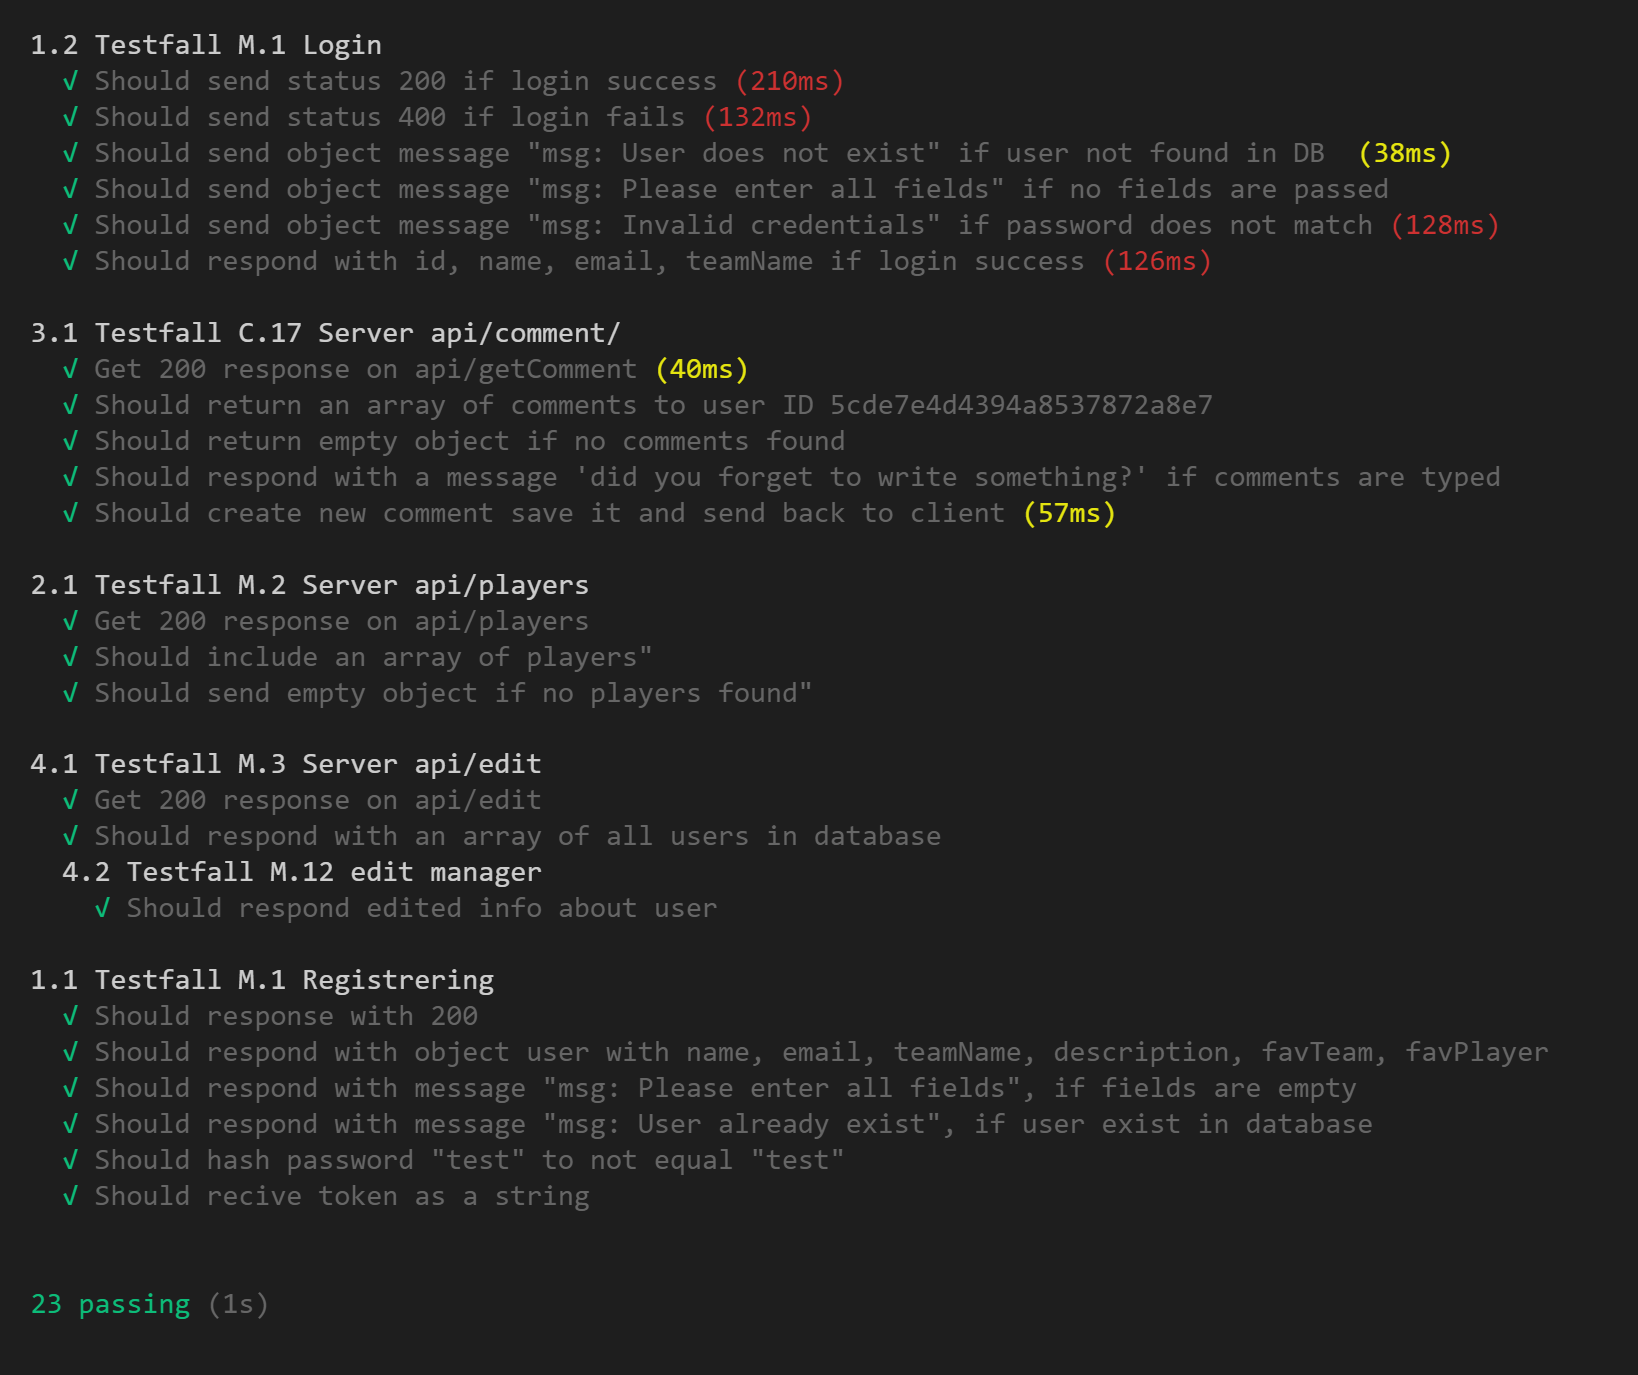 1.2 Testfall M.1 Login
√ Should send status 200 if login success (210ms)
√ Should send status 400 if login fails (132ms)
√ Should send object message "msg: User does not exist" if user not found in DB  (38ms)
√ Should send object message "msg: Please enter all fields" if no fields are passed
√ Should send object message "msg: Invalid credentials" if password does not match (128ms)
√ Should respond with id, name, email, teamName if login success (126ms)
3.1 Testfall C.17 Server api/comment/
√ Get 200 response on api/getComment (40ms)
√ Should return an array of comments to user ID 5cde7e4d4394a8537872a8e7
√ Should return empty object if no comments found
√ Should respond with a message 'did you forget to write something?' if comments are typed
√ Should create new comment save it and send back to client (57ms)
2.1 Testfall M.2 Server api/players
√ Get 200 response on api/players
√ Should include an array of players"
√ Should send empty object if no players found"
4.1 Testfall M.3 Server api/edit
√ Get 200 response on api/edit
√ Should respond with an array of all users in database
4.2 Testfall M.12 edit manager
√ Should respond edited info about user
1.1 Testfall M.1 Registrering
√ Should response with 200
√ Should respond with object user with name, email, teamName, description, favTeam, favPlayer
√ Should respond with message "msg: Please enter all fields", if fields are empty
√ Should respond with message "msg: User already exist", if user exist in database
√ Should hash password "test" to not equal "test"
√ Should recive token as a string
23 passing (1s)